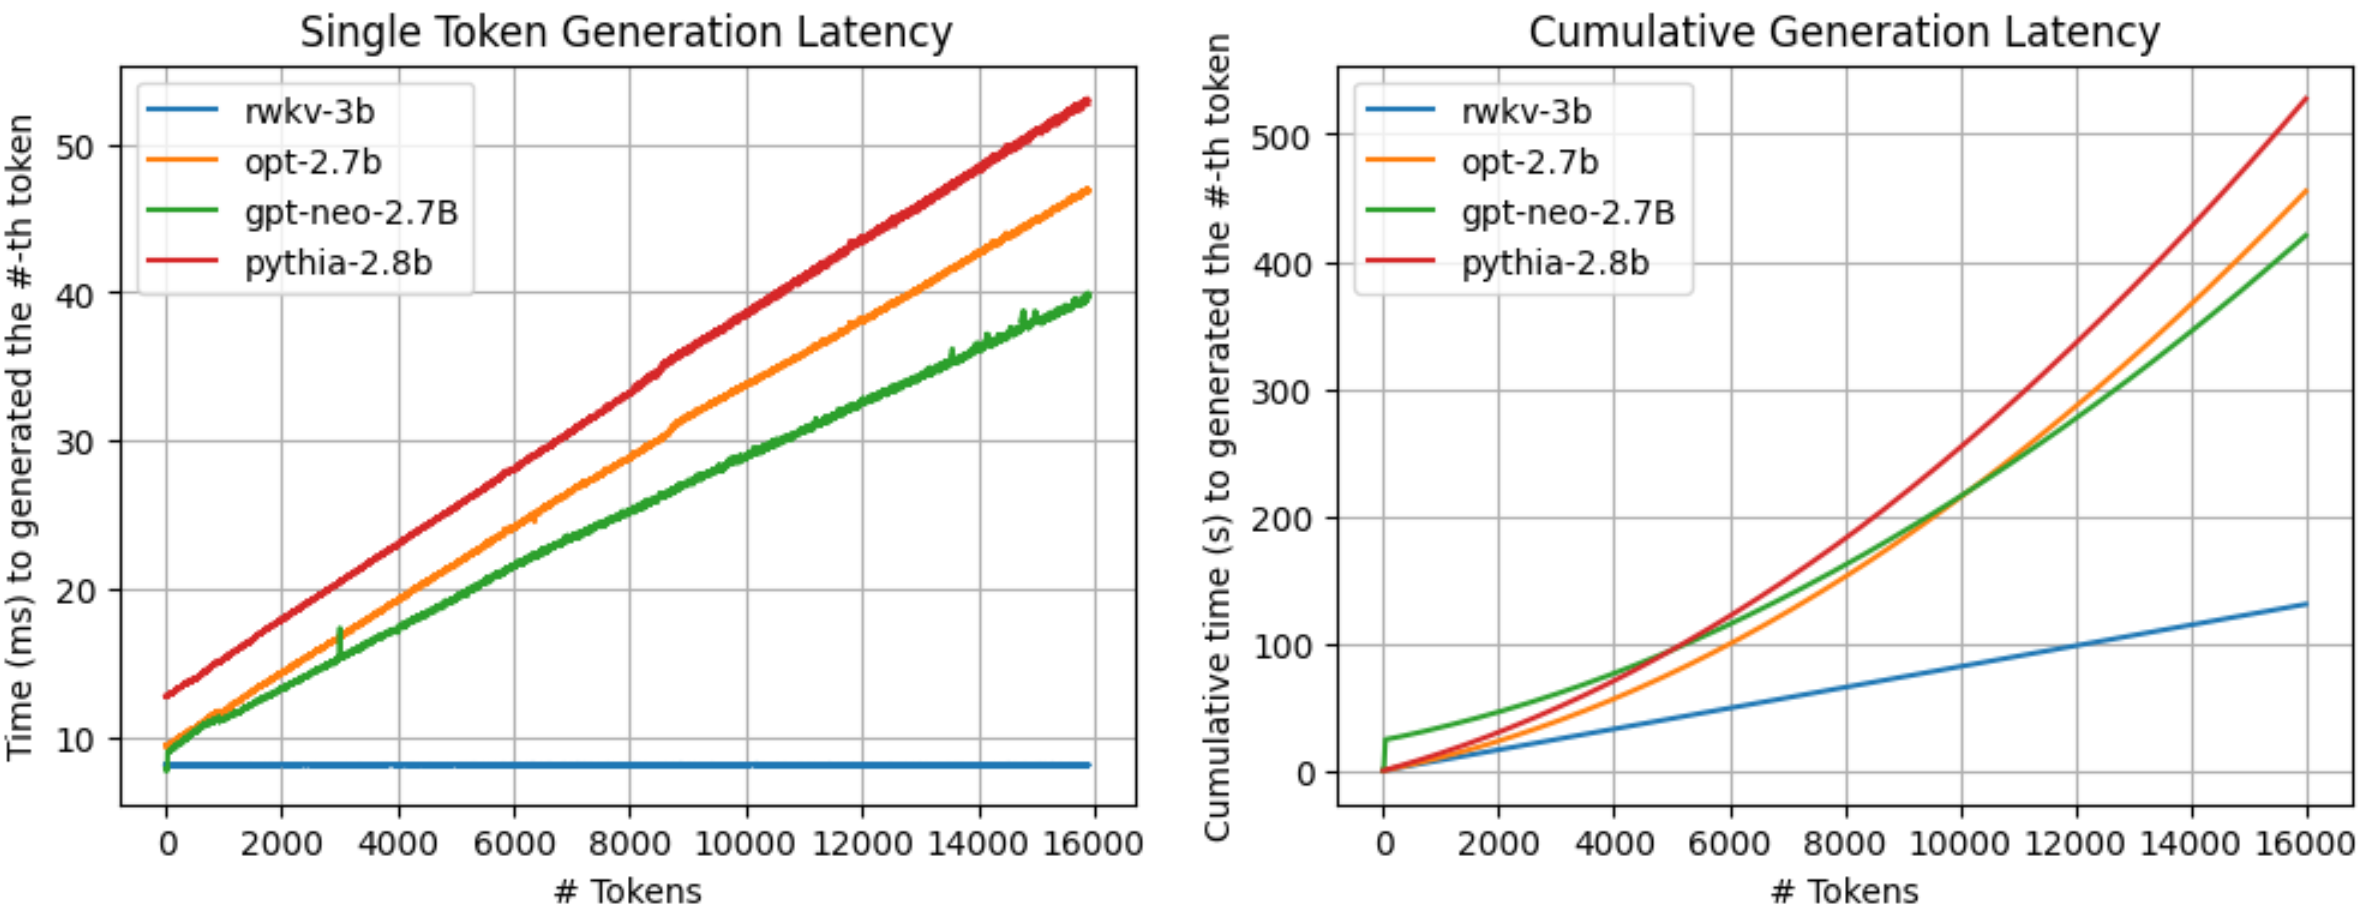 Single Token Generation Latency
Time (ms) to generated the #-th token
50
40
30
20
10
rwkv-3b
opt-2.7b
gpt-neo-2.7B
pythia-2.8b
0 2000 4000 6000 8000 10000 12000 14000 16000
# Tokens
Cumulative Generation Latency
Cumulative time (s) to generated the #-th token
500
400
300
200
100
0
rwkv-3b
opt-2.7b
gpt-neo-2.7B
pythia-2.8b
0 2000 4000 6000 8000 10000 12000 14000 16000
# Tokens